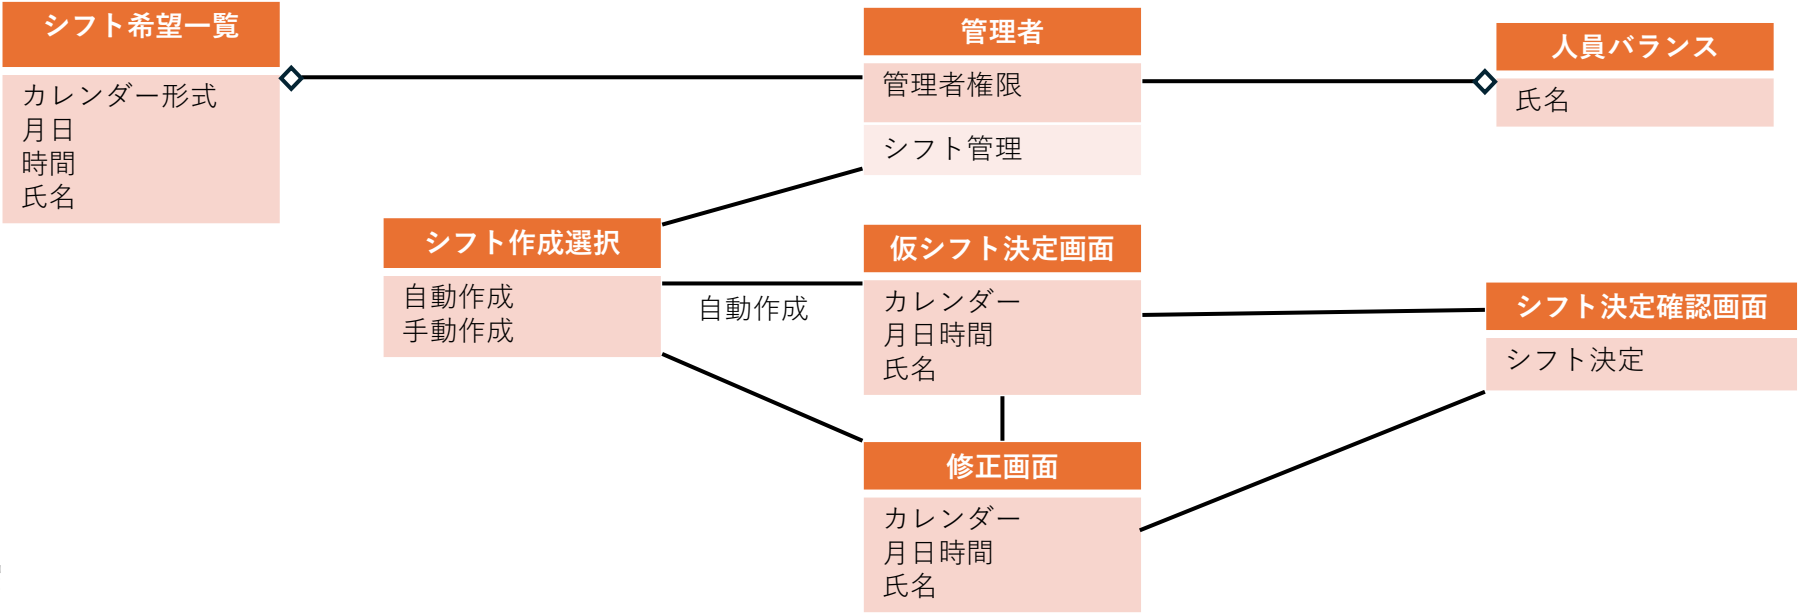 シフト希望一覧
カレンダー形式
月日
時間
氏名
管理者
管理者権限
シフト管理
人員バランス
氏名
シフト作成選択
自動作成
手動作成
自動作成
仮シフト決定画面
カレンダー
月日時間
氏名
シフト決定確認画面
シフト決定
修正画面
カレンダー
月日時間
氏名